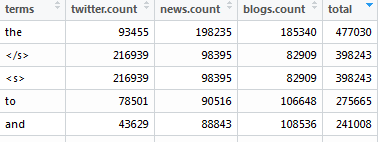 terms twitter.count news.count blogs.count total
the 93455 198235 185340 477030
</s> 216939 98395 82909 398243
<s> 216939 98395 82909 398243
to 78501 90516 106648 275665
and 43629 88843 108536 241008